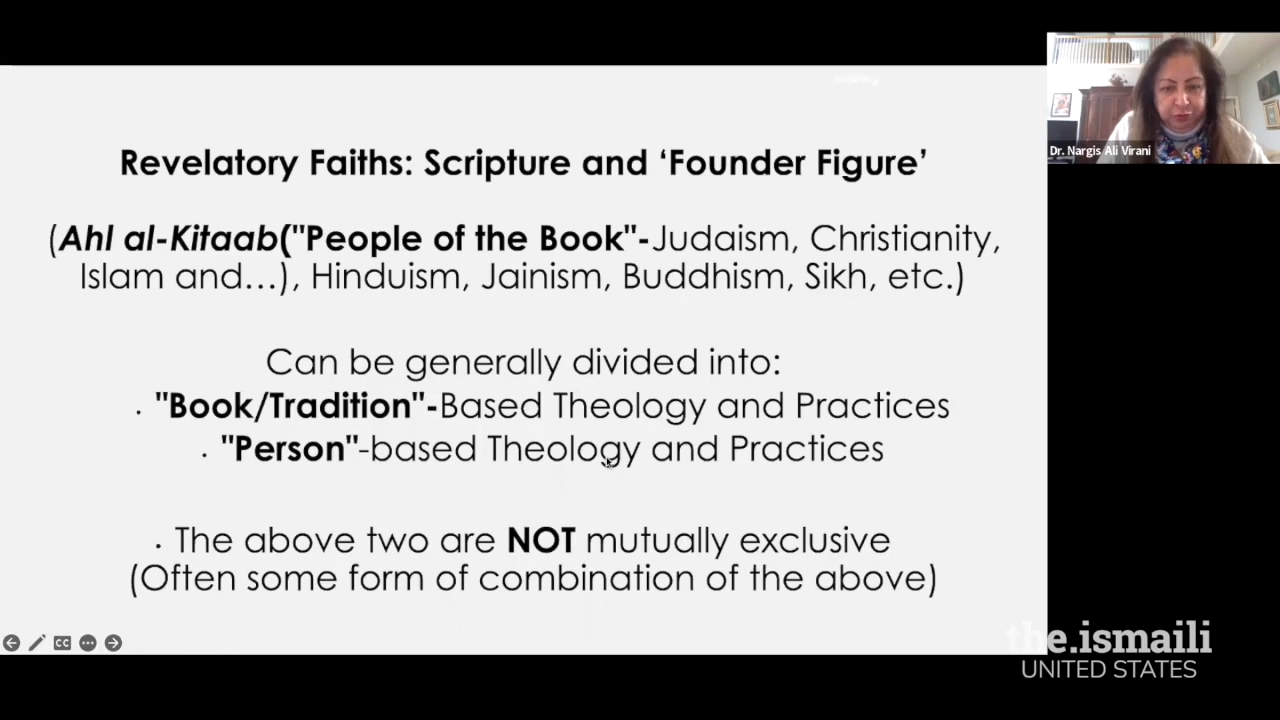 Revelatory Faiths: Scripture and ‘Founder Figure’
(Ahl al-Kitaab("People of the Book"-Judaism, Christianity,
Islam and…), Hinduism, Jainism, Buddhism, Sikh, etc.)
Can be generally divided into:
· "Book/Tradition"-Based Theology and Practices
· "Person"-based Theology and Practices
· The above two are NOT mutually exclusive
(Often some form of combination of the above)
Dr. Nargis Ali Virani
CC
the.ismaili
UNITED STATES